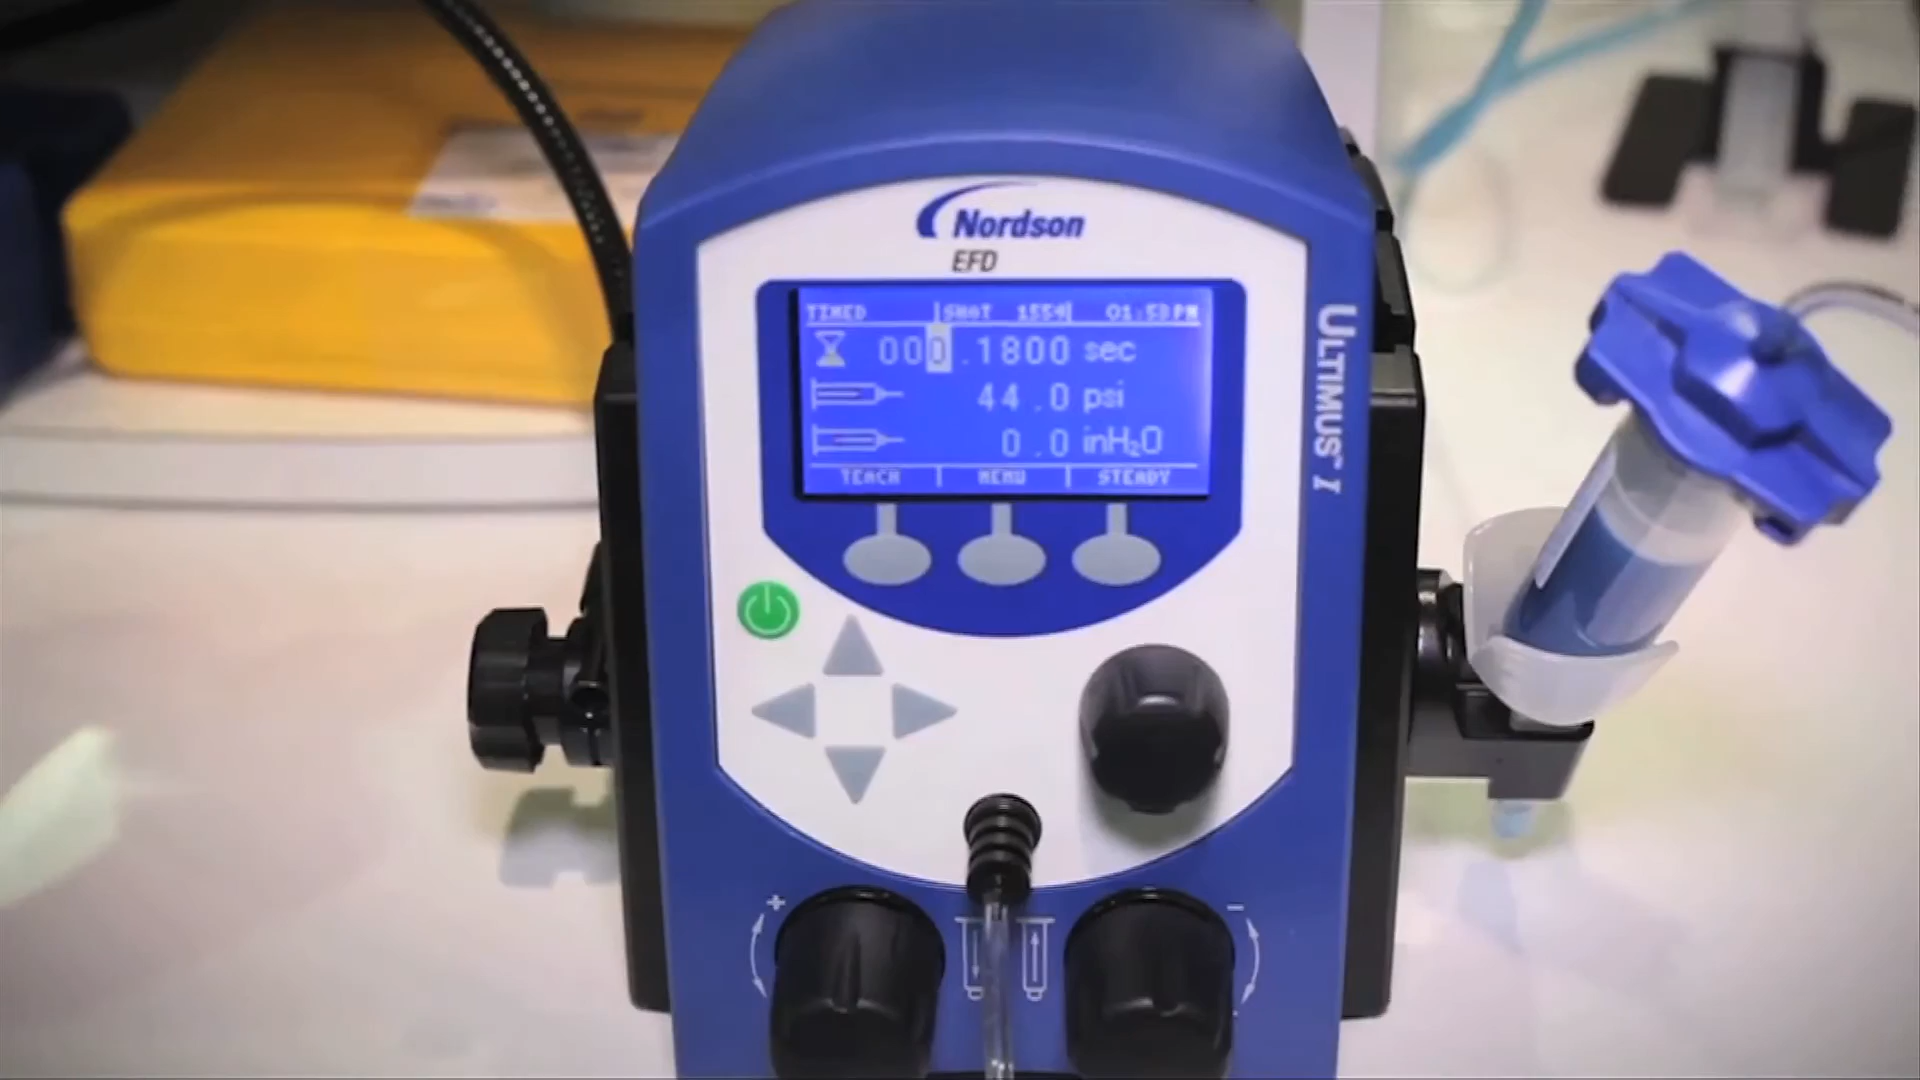 Nordson
EFD
TIMED SHOT 1554 01:53PM
000.1800 sec
44.0 psi
0.0 inH₂O
TEACH MENU STEADY
ULTIMUS™ I
+
−